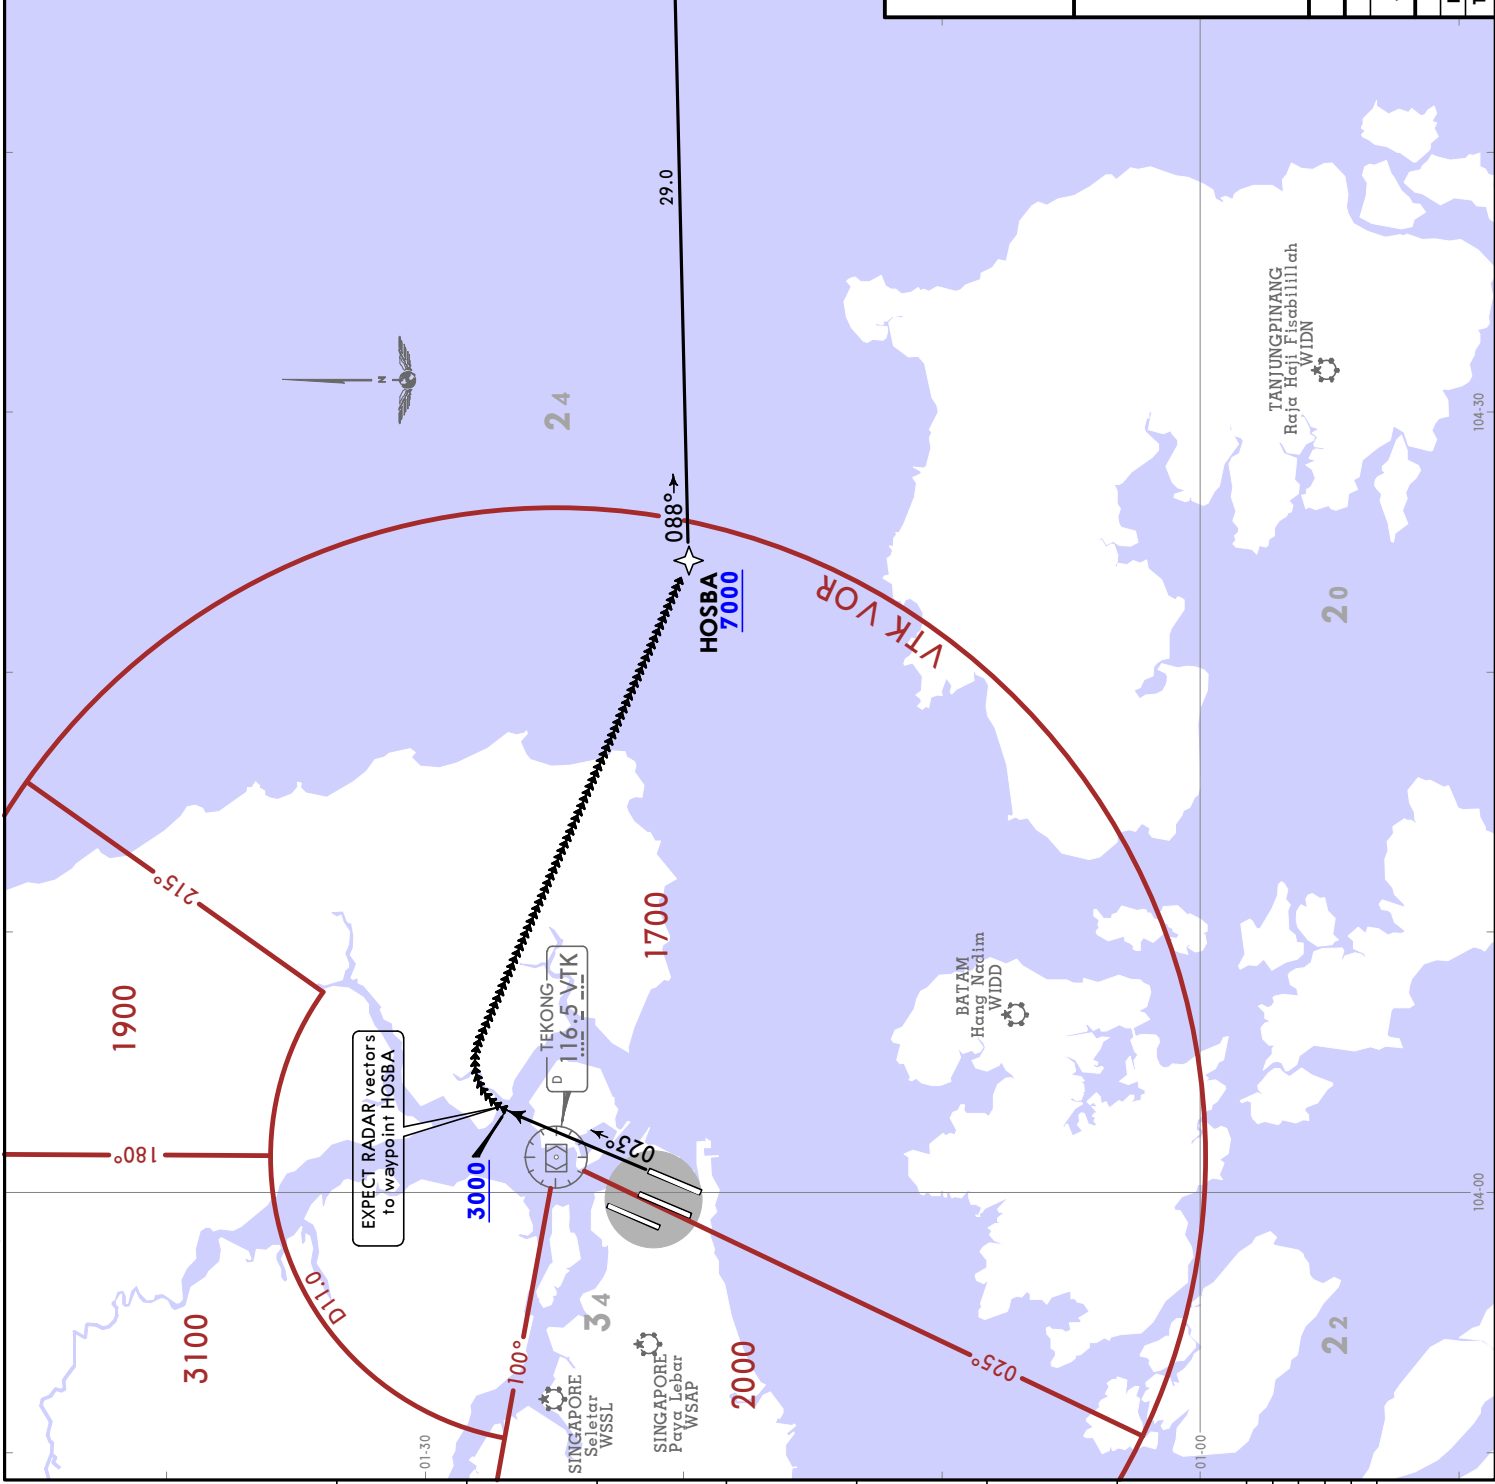 29.0
N
24
088°→
HOSBA
7000
VTK VOR
TANJUNGPINANG
Raja Haji Fisabilillah
WIDN
104-30
20
215°
1900
180°
EXPECT RADAR vectors
to waypoint HOSBA
3000
TEKONG
D 116.5 VTK
1700
023°
BATAM
Hang Nadim
WIDD
D11.0
3100
100°
34
SINGAPORE
Seletar
WSSL
SINGAPORE
Paya Lebar
WSAP
2000
025°
22
104-00
01-30
01-00